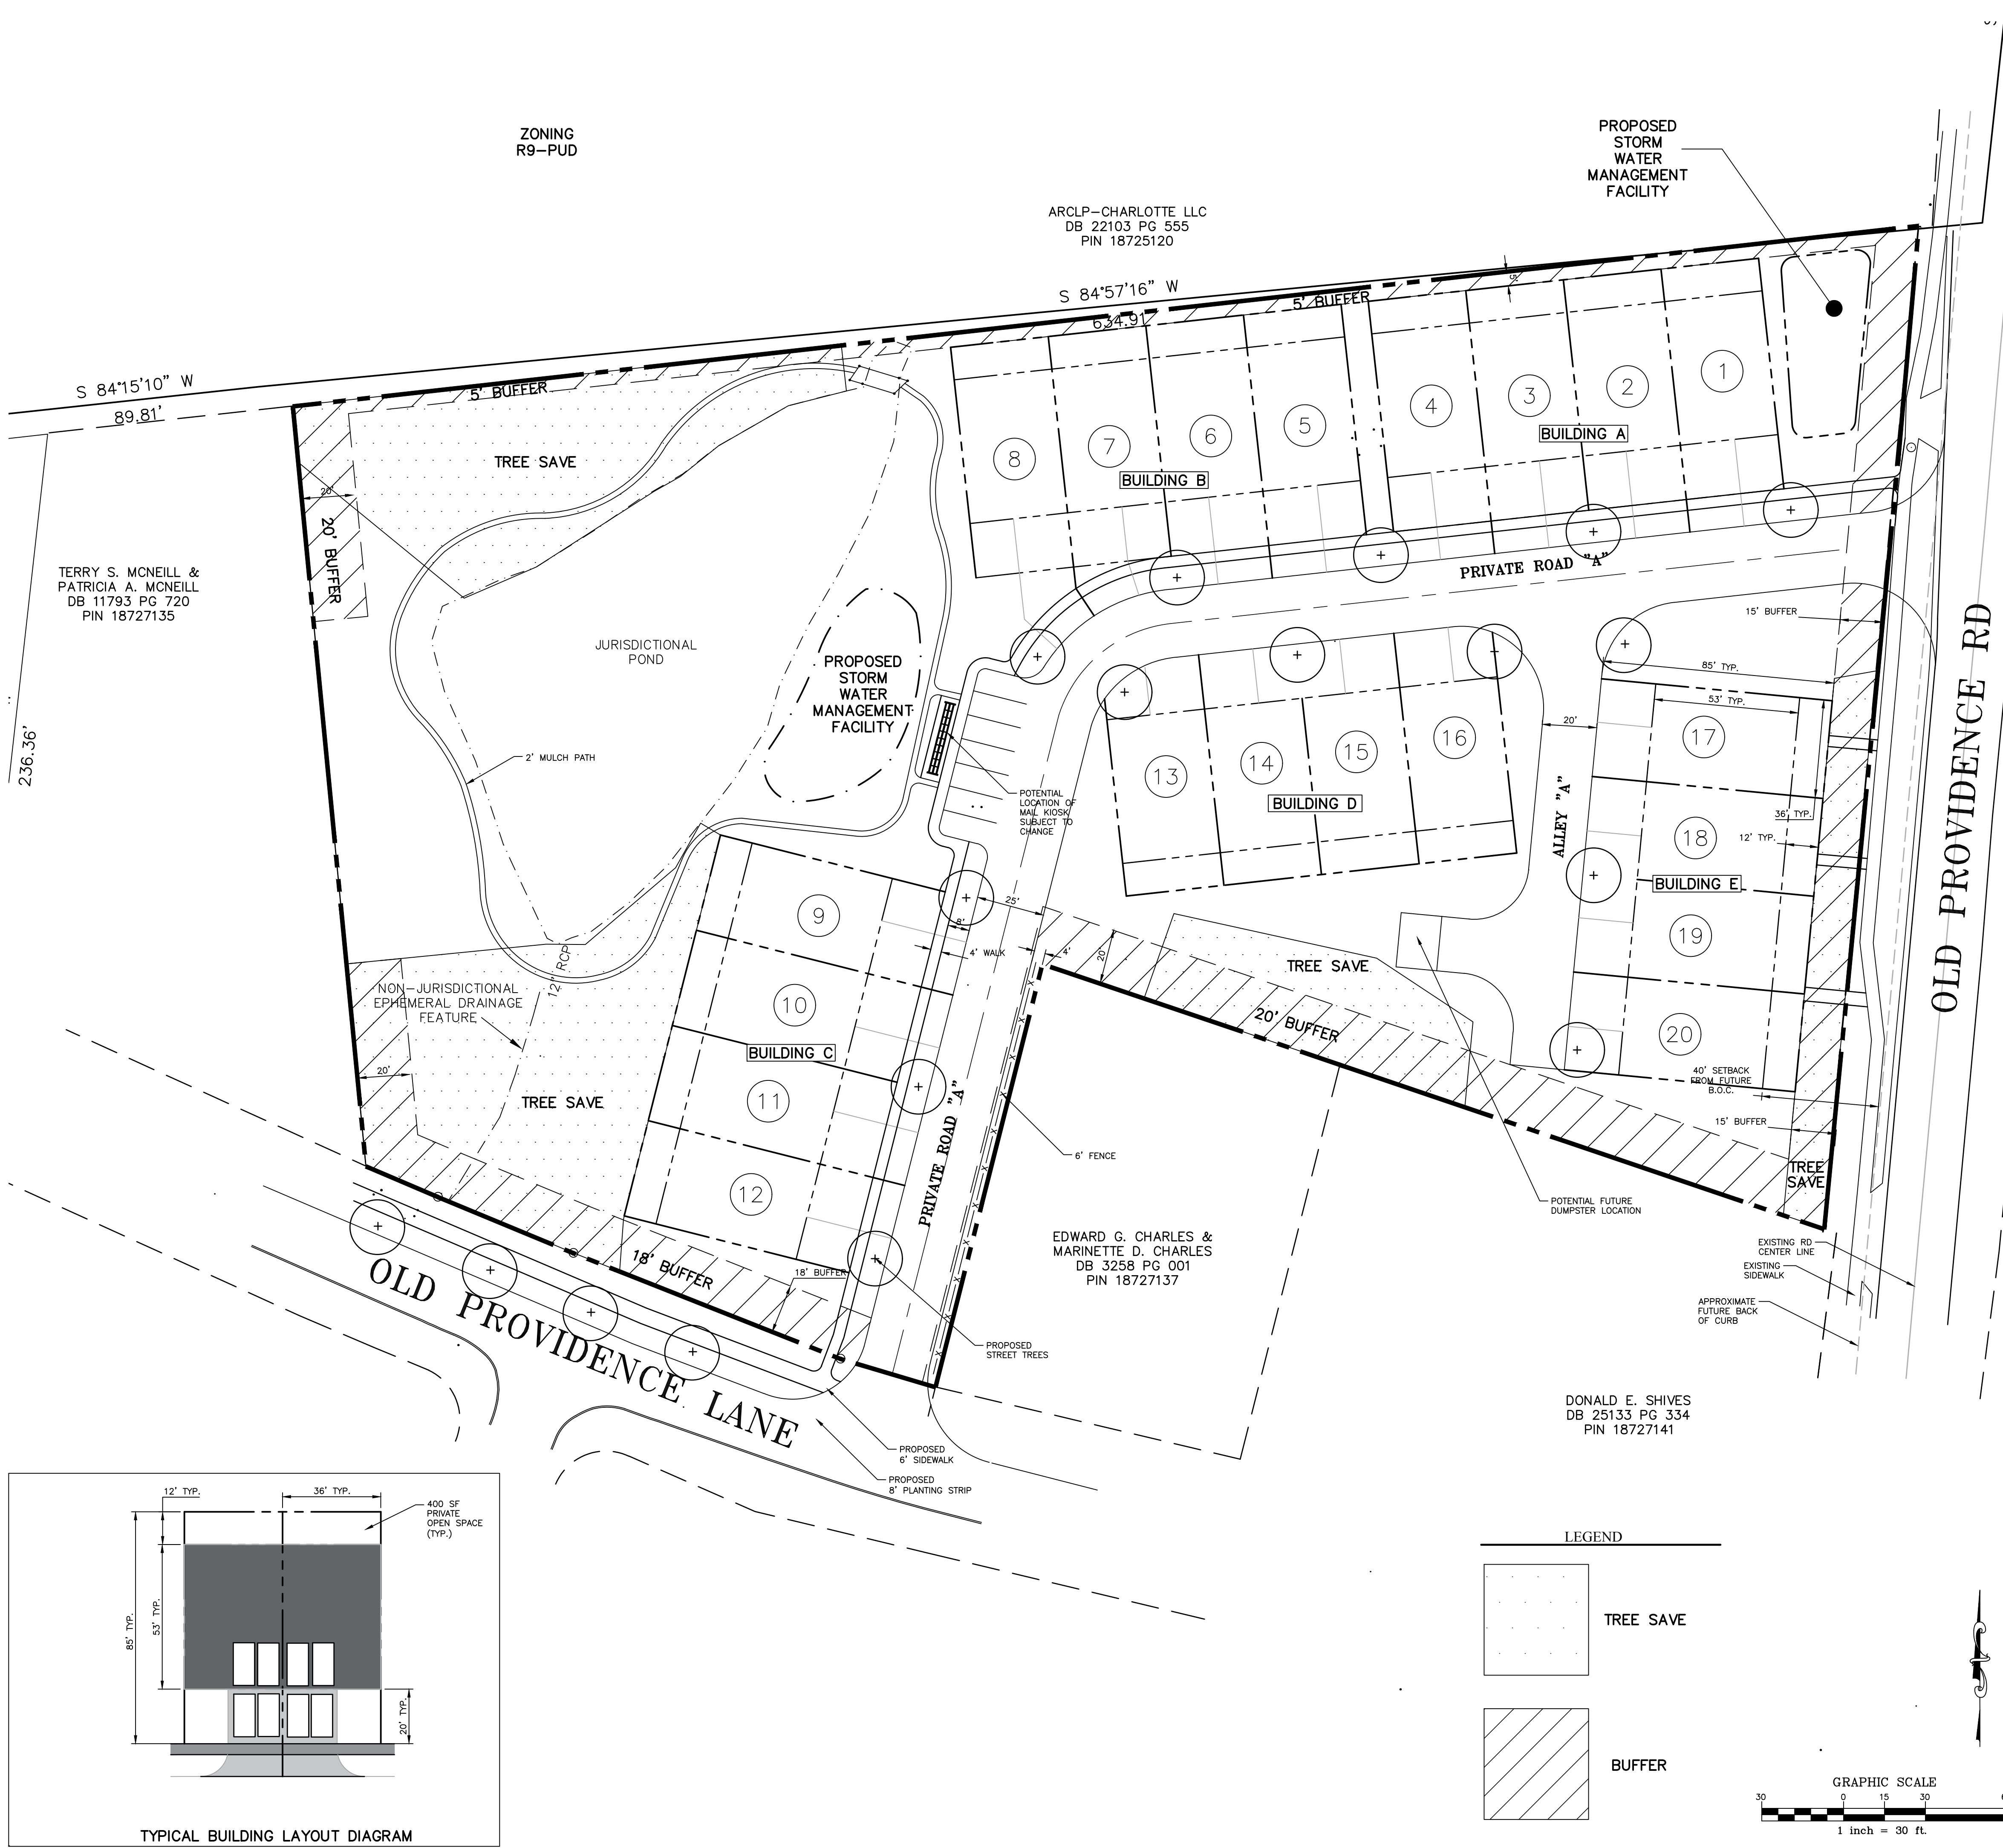 ZONING
R9-PUD
PROPOSED
STORM
WATER
MANAGEMENT
FACILITY
ARCLP-CHARLOTTE LLC
DB 22103 PG 555
PIN 18725120
S 84°57'16" W
634.91'
5' BUFFER
5'
S 84°15'10" W
89.81'
5' BUFFER
TREE SAVE
20'
20' BUFFER
TERRY S. MCNEILL &
PATRICIA A. MCNEILL
DB 11793 PG 720
PIN 18727135
236.36'
JURISDICTIONAL
POND
2' MULCH PATH
PROPOSED
STORM
WATER
MANAGEMENT
FACILITY
8
7
6
5
BUILDING B
4
3
2
1
BUILDING A
PRIVATE ROAD "A"
POTENTIAL
LOCATION OF
MAIL KIOSK
SUBJECT TO
CHANGE
13
14
15
16
BUILDING D
20'
ALLEY "A"
15' BUFFER
85' TYP.
53' TYP.
17
36' TYP.
18
12' TYP.
BUILDING E
19
20
40' SETBACK
FROM FUTURE
B.O.C.
15' BUFFER
TREE
SAVE
OLD PROVIDENCE RD
9
10
BUILDING C
11
12
25'
8'
4' WALK
4'
20'
TREE SAVE
20' BUFFER
12" RCP
NON-JURISDICTIONAL
EPHEMERAL DRAINAGE
FEATURE
20'
TREE SAVE
PRIVATE ROAD "A"
6' FENCE
POTENTIAL FUTURE
DUMPSTER LOCATION
EDWARD G. CHARLES &
MARINETTE D. CHARLES
DB 3258 PG 001
PIN 18727137
EXISTING RD
CENTER LINE
EXISTING
SIDEWALK
APPROXIMATE
FUTURE BACK
OF CURB
18' BUFFER
18' BUFFER
OLD PROVIDENCE LANE
PROPOSED
STREET TREES
PROPOSED
6' SIDEWALK
PROPOSED
8' PLANTING STRIP
DONALD E. SHIVES
DB 25133 PG 334
PIN 18727141
12' TYP.
36' TYP.
400 SF
PRIVATE
OPEN SPACE
(TYP.)
85' TYP.
53' TYP.
20' TYP.
TYPICAL BUILDING LAYOUT DIAGRAM
LEGEND
TREE SAVE
BUFFER
GRAPHIC SCALE
30 0 15 30
1 inch = 30 ft.